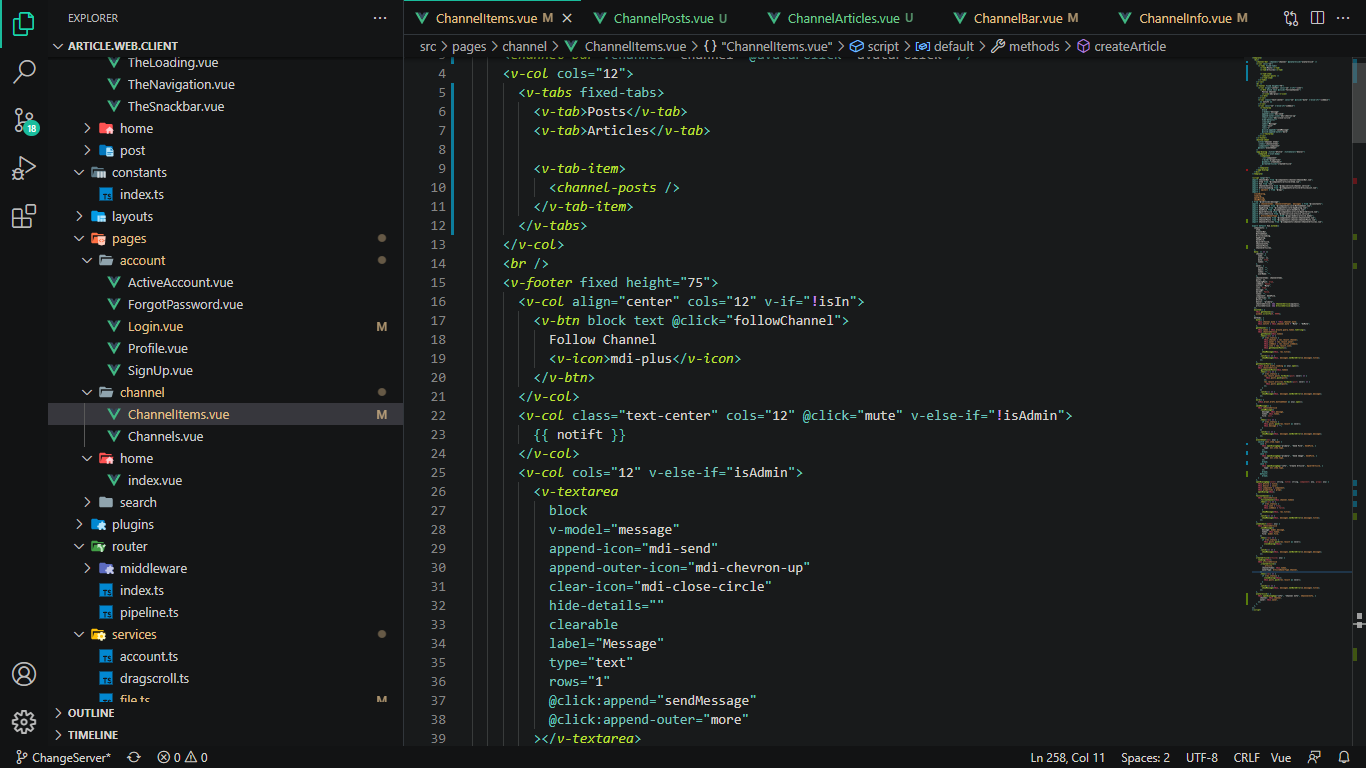 EXPLORER
ARTICLE.WEB.CLIENT
TheLoading.vue
TheNavigation.vue
TheSnackbar.vue
home
post
constants
index.ts
layouts
pages
account
ActiveAccount.vue
ForgotPassword.vue
Login.vue M
Profile.vue
SignUp.vue
channel
ChannelItems.vue M
Channels.vue
home
index.vue
search
plugins
router
middleware
index.ts
pipeline.ts
services
account.ts
dragscroll.ts
file.ts M
OUTLINE
TIMELINE
18
ChannelItems.vue M ChannelPosts.vue U ChannelArticles.vue U ChannelBar.vue M ChannelInfo.vue M
src > pages > channel > ChannelItems.vue > {} "ChannelItems.vue" > script > default > methods > createArticle
4 <v-col cols="12">
5 <v-tabs fixed-tabs>
6 <v-tab>Posts</v-tab>
7 <v-tab>Articles</v-tab>
8
9 <v-tab-item>
10 <channel-posts />
11 </v-tab-item>
12 </v-tabs>
13 </v-col>
14 <br />
15 <v-footer fixed height="75">
16 <v-col align="center" cols="12" v-if="!isIn">
17 <v-btn block text @click="followChannel">
18 Follow Channel
19 <v-icon>mdi-plus</v-icon>
20 </v-btn>
21 </v-col>
22 <v-col class="text-center" cols="12" @click="mute" v-else-if="!isAdmin">
23 {{ notift }}
24 </v-col>
25 <v-col cols="12" v-else-if="isAdmin">
26 <v-textarea
27 block
28 v-model="message"
29 append-icon="mdi-send"
30 append-outer-icon="mdi-chevron-up"
31 clear-icon="mdi-close-circle"
32 hide-details=""
33 clearable
34 label="Message"
35 type="text"
36 rows="1"
37 @click:append="sendMessage"
38 @click:append-outer="more"
39 ></v-textarea>
ChangeServer* 0 0 Ln 258, Col 11 Spaces: 2 UTF-8 CRLF Vue